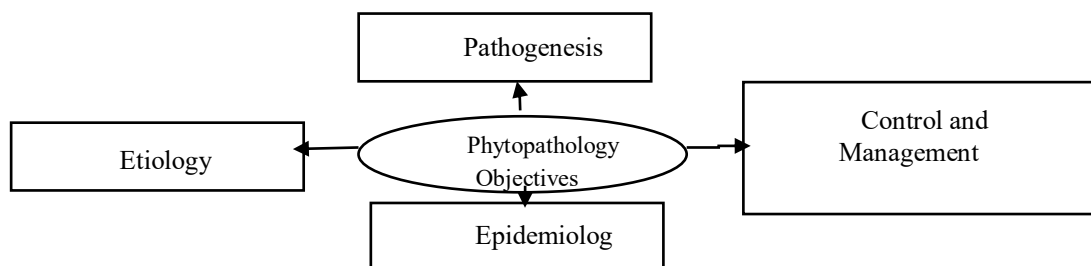 Pathogenesis
Control and
Management
Etiology
Phytopathology
Objectives
Epidemiolog